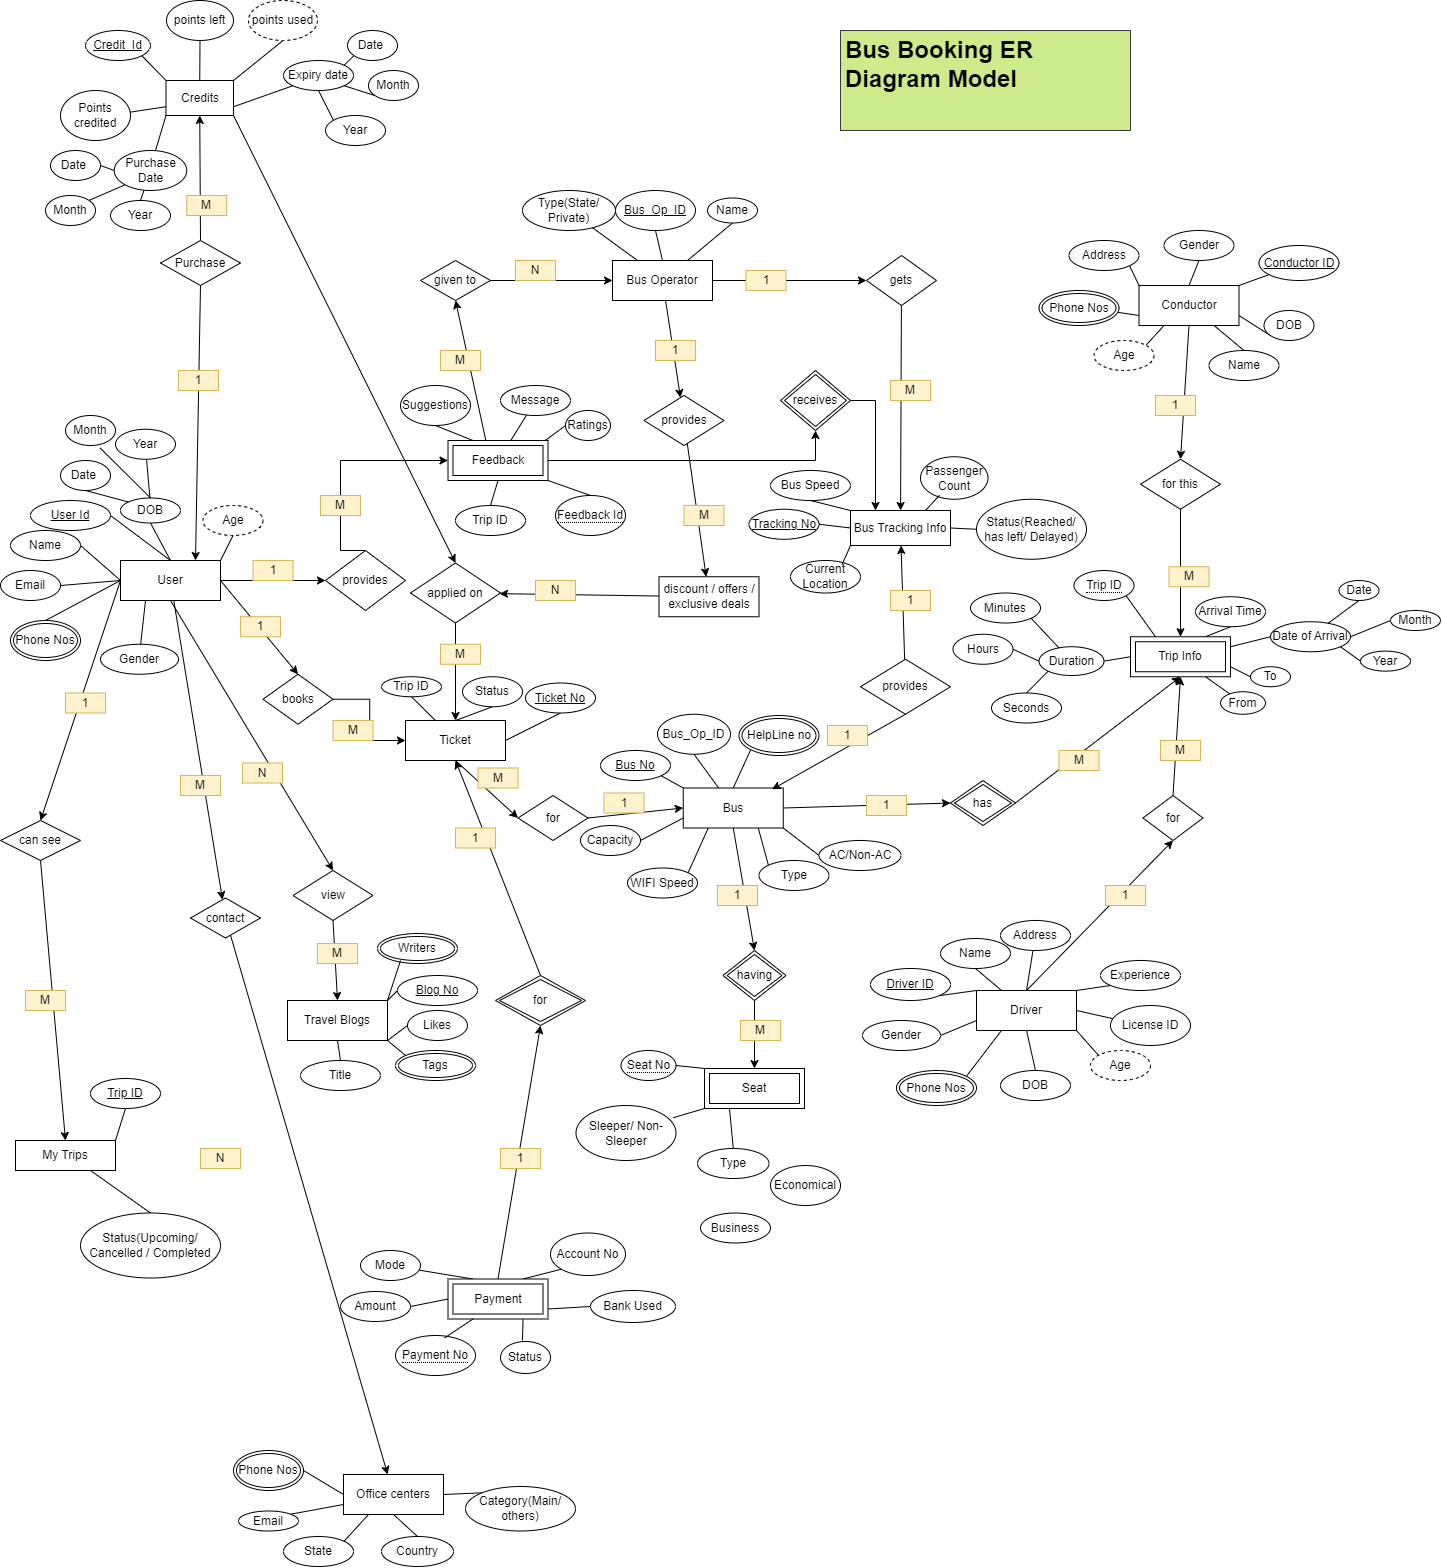 points left
points used
Bus Booking ER
Diagram Model
Credit_Id
Date
Expiry date
Month
Credits
Points
credited
Year
Date
Purchase
Date
Month
Year
M
Purchase
1
Type(State/
Private)
Bus_Op_ID
Name
given to
N
Bus Operator
1
gets
Address
Gender
Conductor ID
Phone Nos
Conductor
DOB
Age
Name
M
1
M
1
Suggestions
Message
Ratings
receives
provides
for this
Feedback
Trip ID
Feedback Id
Month
Year
Date
User Id
DOB
Age
Name
Email
User
Phone Nos
Gender
1
provides
M
1
books
M
applied on
N
M
discount / offers /
exclusive deals
M
Bus Speed
Passenger
Count
Tracking No
Bus Tracking Info
Status(Reached/
has left/ Delayed)
Current
Location
1
provides
1
M
Trip ID
Arrival Time
Date
Minutes
Month
Date of Arrival
Hours
Duration
Trip Info
Year
Seconds
To
From
M
M
for
1
Trip ID
Status
Ticket No
Ticket
M
for
1
1
Bus_Op_ID
HelpLine no
Bus No
Bus
Capacity
WIFI Speed
Type
AC/Non-AC
1
has
1
having
M
1
can see
M
M
contact
N
view
M
Writers
Blog No
Travel Blogs
Likes
Tags
Title
for
1
Name
Address
Driver ID
Experience
Driver
Gender
License ID
Phone Nos
DOB
Age
Seat No
Seat
Sleeper/ Non-
Sleeper
Type
Economical
Business
Trip ID
My Trips
N
Status(Upcoming/
Cancelled / Completed
Mode
Account No
Amount
Payment
Bank Used
Payment No
Status
Phone Nos
Office centers
Email
Category(Main/
others)
State
Country